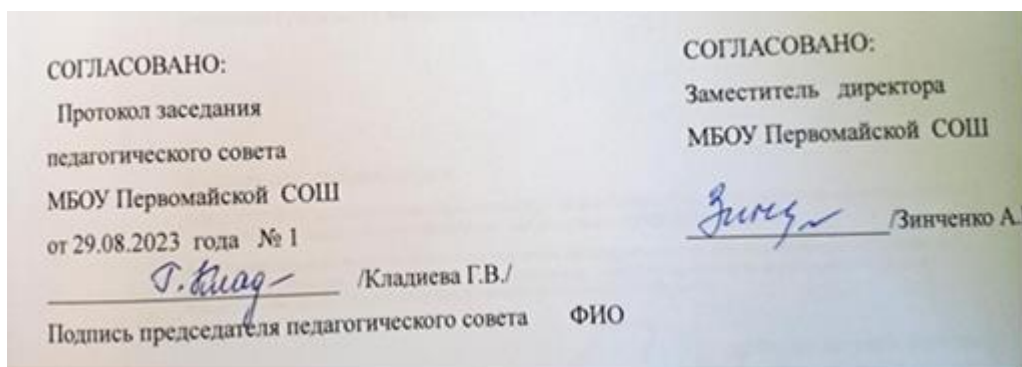 СОГЛАСОВАНО:
Протокол заседания
педагогического совета
МБОУ Первомайской СОШ
от 29.08.2023 года № 1
Г.Клад /Кладиева Г.В./
Подпись председателя педагогического совета ФИО
СОГЛАСОВАНО:
Заместитель директора
МБОУ Первомайской СОШ
/Зинченко А.